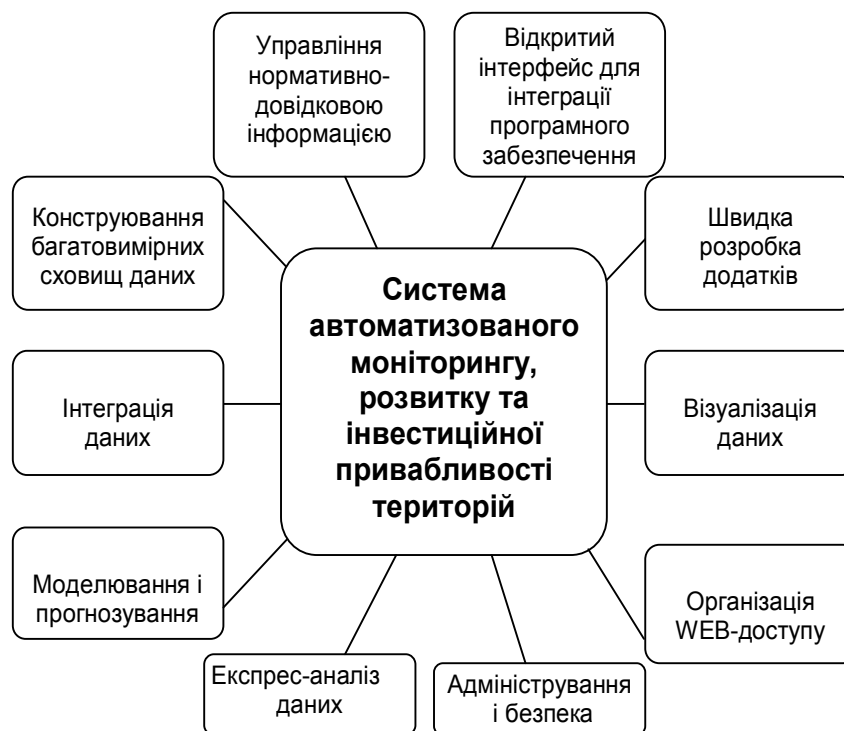 Управління
нормативно-
довідковою
інформацією
Відкритий
інтерфейс для
інтеграції
програмного
забезпечення
Конструювання
багатовимірних
сховищ даних
Швидка
розробка
додатків
Система
автоматизованого
моніторингу,
розвитку та
інвестиційної
привабливості
територій
Інтеграція
даних
Візуалізація
даних
Моделювання і
прогнозування
Організація
WEB-доступу
Експрес-аналіз
даних
Адміністрування
і безпека